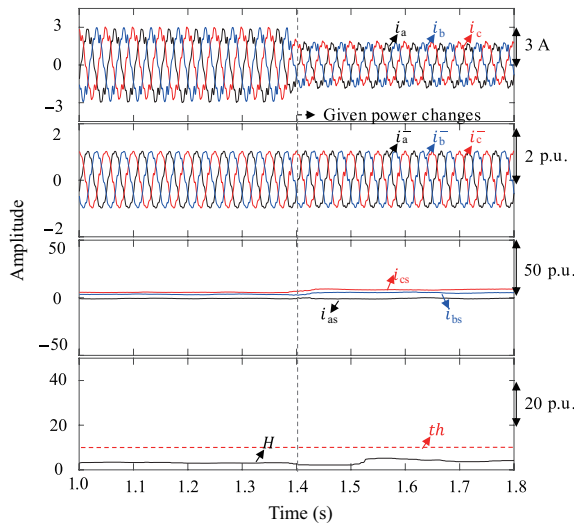 3
0
−3
i_a
i_b
i_c
3 A
Given power changes
2
0
−2
i_a^−
i_b^−
i_c^−
2 p.u.
Amplitude
50
0
−50
i_cs
i_as
i_bs
50 p.u.
40
20
0
H
th
20 p.u.
1.0 1.1 1.2 1.3 1.4 1.5 1.6 1.7 1.8
Time (s)